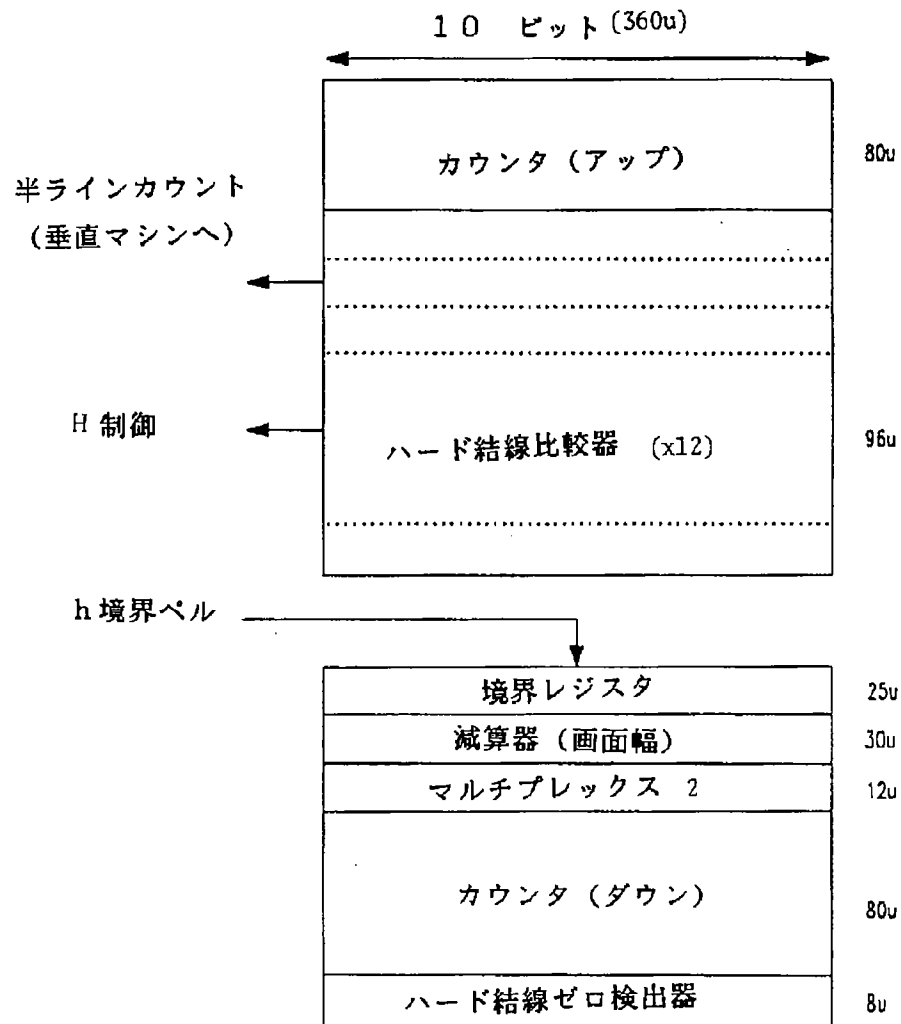 10 ビット(360u)
カウンタ (アップ)
80u
半ラインカウント
(垂直マシンへ)
H 制御
ハード結線比較器 (x12)
96u
h 境界ペル
境界レジスタ
25u
減算器 (画面幅)
30u
マルチプレックス 2
12u
カウンタ (ダウン)
80u
ハード結線ゼロ検出器
8u